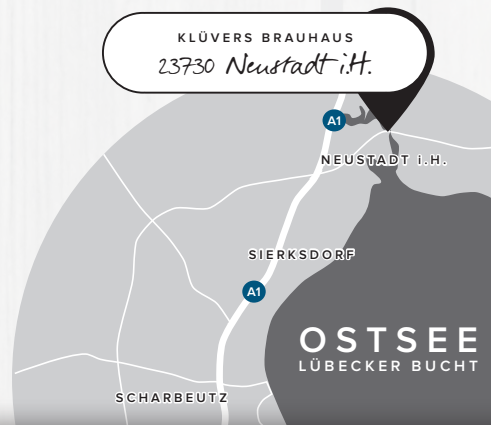 KLÜVERS BRAUHAUS
23730 Neustadt i.H.
A1
NEUSTADT i.H.
SIERKSDORF
A1
OSTSEE
LÜBECKER BUCHT
SCHARBEUTZ